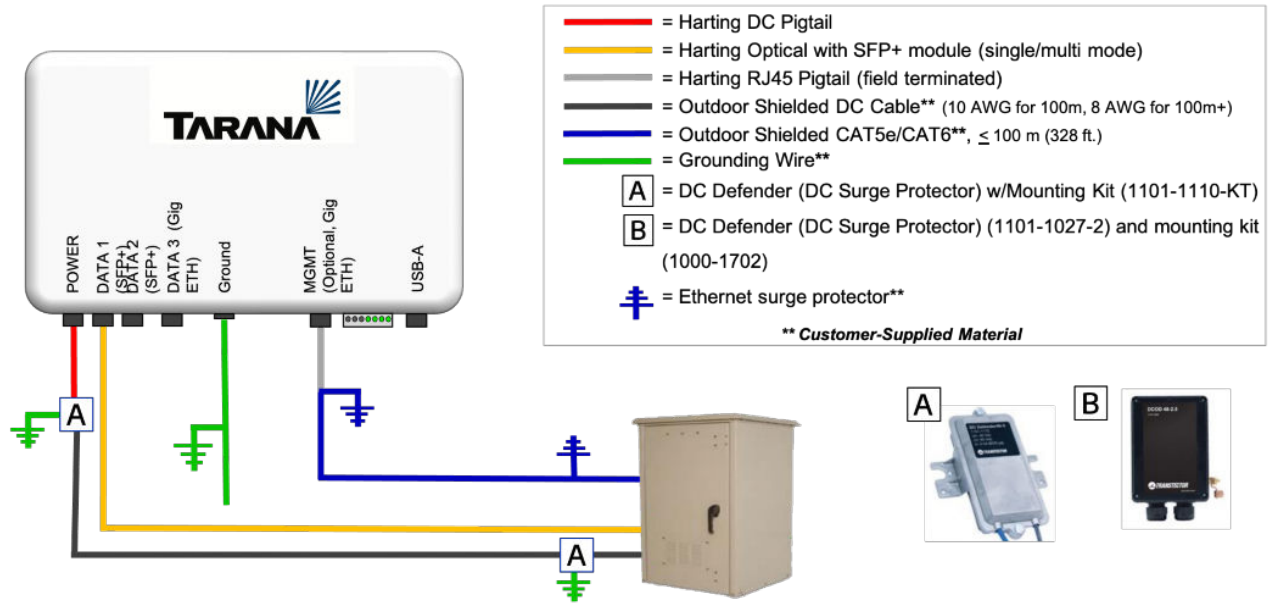 = Harting DC Pigtail
= Harting Optical with SFP+ module (single/multi mode)
= Harting RJ45 Pigtail (field terminated)
= Outdoor Shielded DC Cable** (10 AWG for 100m, 8 AWG for 100m+)
= Outdoor Shielded CAT5e/CAT6**, ≤ 100 m (328 ft.)
= Grounding Wire**
A = DC Defender (DC Surge Protector) w/Mounting Kit (1101-1110-KT)
B = DC Defender (DC Surge Protector) (1101-1027-2) and mounting kit
(1000-1702)
= Ethernet surge protector**
** Customer-Supplied Material
TARANA
POWER
DATA 1
(SFP+)
DATA 2
(SFP+)
DATA 3 (Gig
ETH)
Ground
MGMT
(Optional, Gig
ETH)
USB-A
A
A
A
B
TRANSTECTOR
TRANSTECTOR